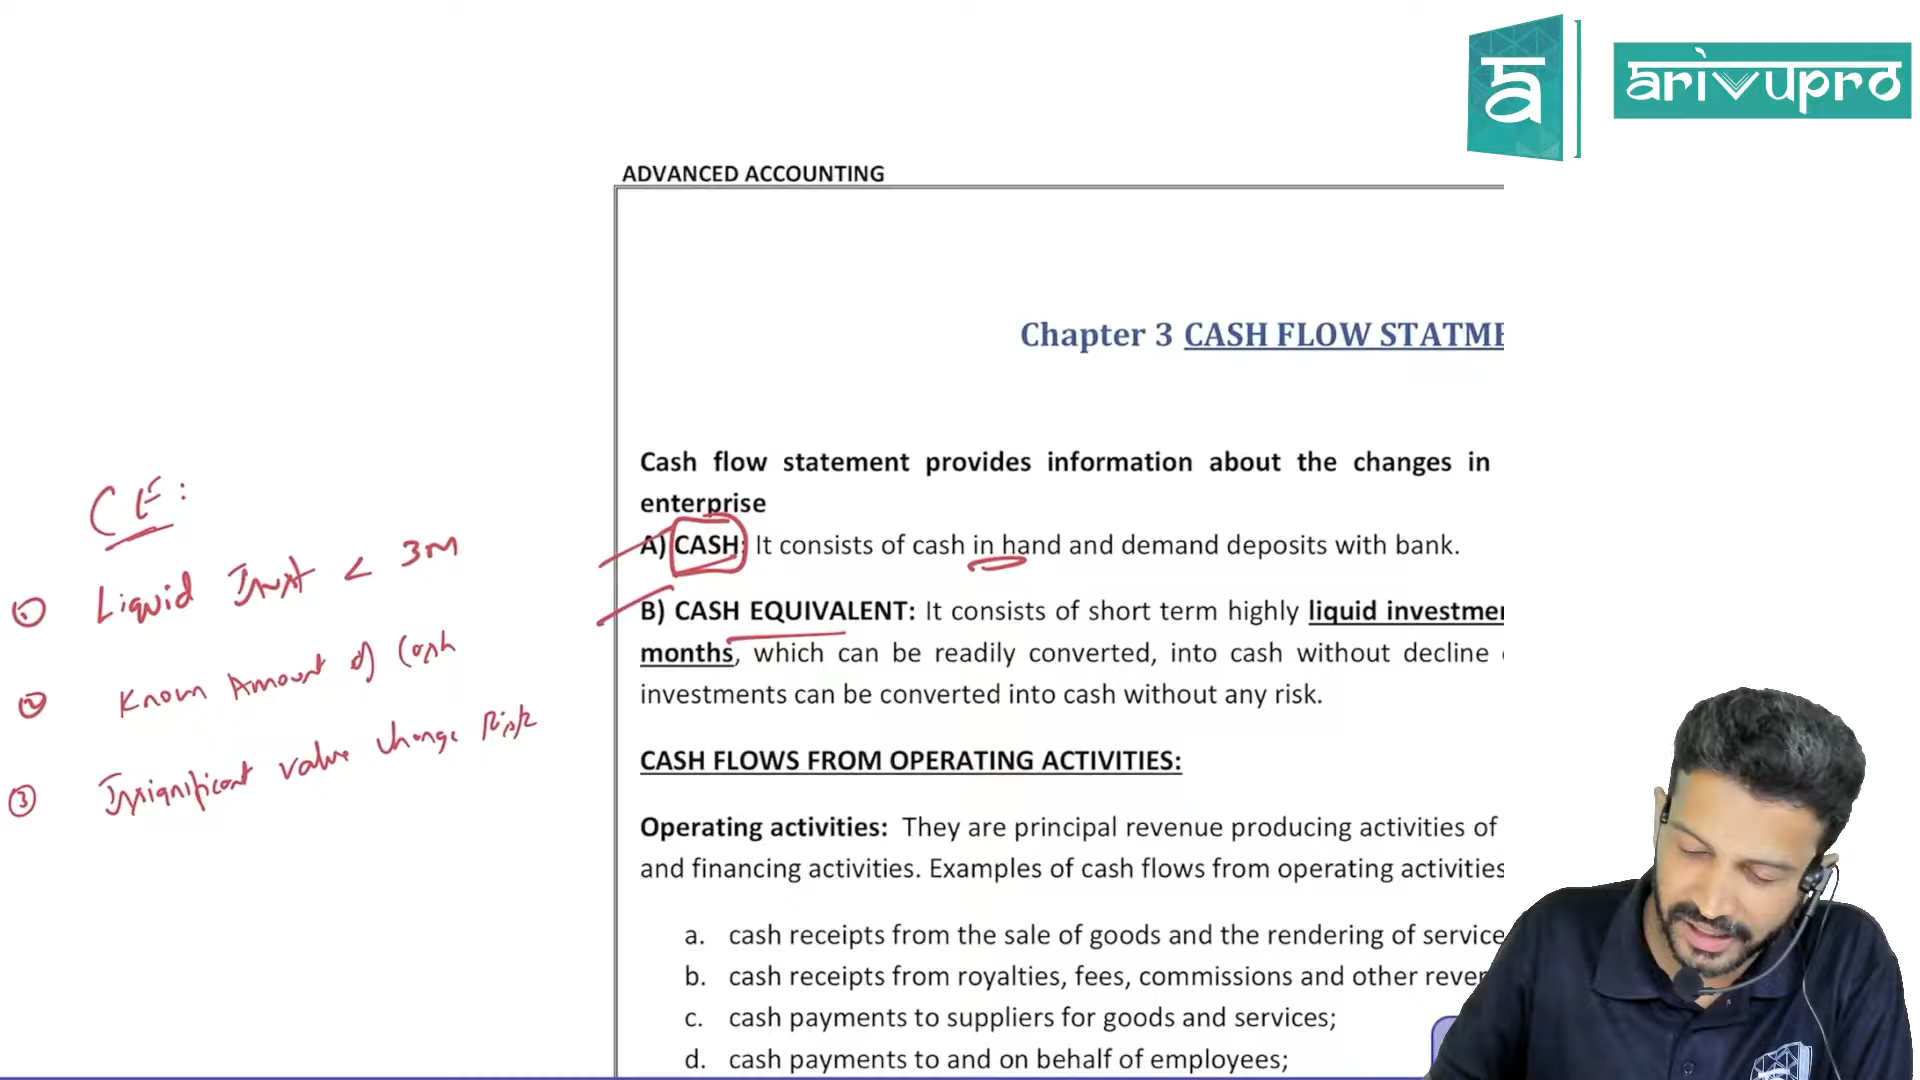 arivupro
ADVANCED ACCOUNTING
Chapter 3 CASH FLOW STATME
Cash flow statement provides information about the changes in
enterprise
A) CASH: It consists of cash in hand and demand deposits with bank.
B) CASH EQUIVALENT: It consists of short term highly liquid investmen
months, which can be readily converted, into cash without decline
investments can be converted into cash without any risk.
CASH FLOWS FROM OPERATING ACTIVITIES:
Operating activities: They are principal revenue producing activities of
and financing activities. Examples of cash flows from operating activities
a. cash receipts from the sale of goods and the rendering of service
b. cash receipts from royalties, fees, commissions and other reve
c. cash payments to suppliers for goods and services;
d. cash payments to and on behalf of employees;
CE:
① Liquid Invst < 3M
② Known Amount of Cash
③ Insignificant value change Risk